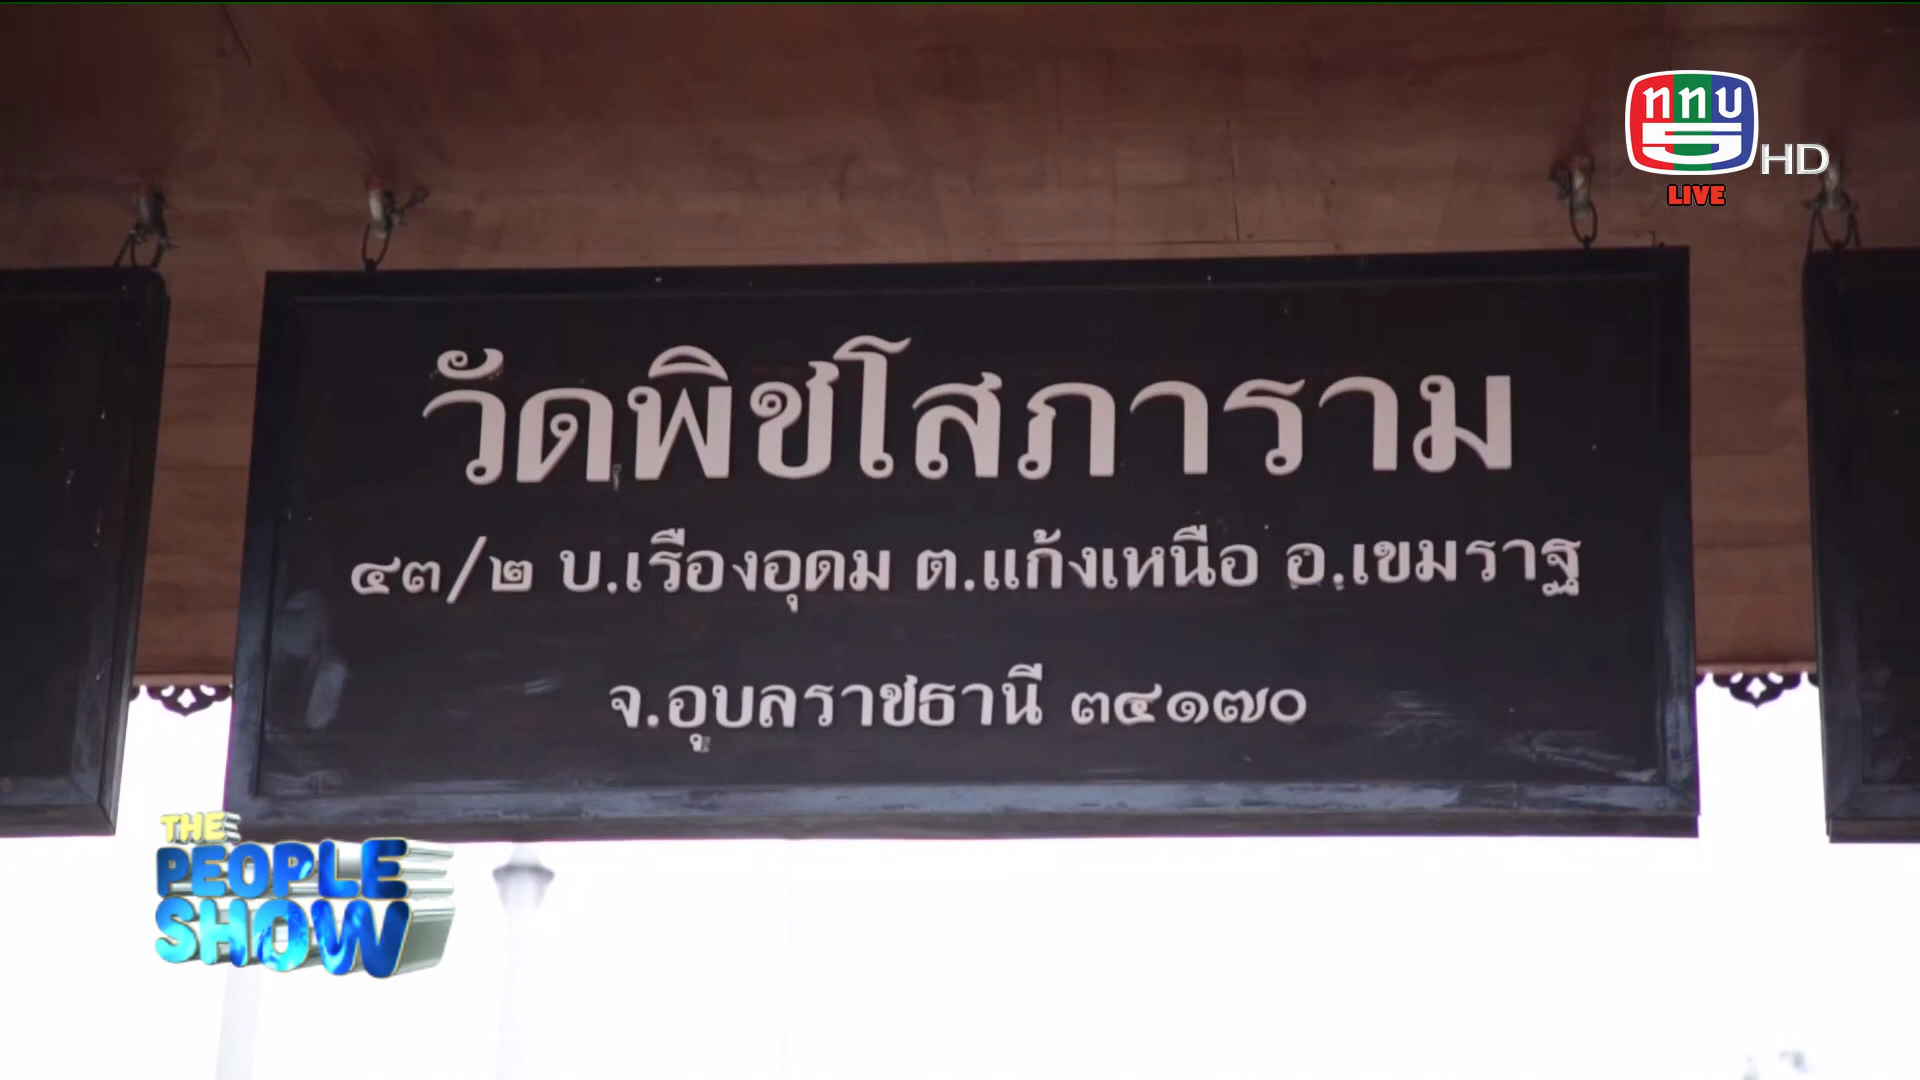 ททบ
5 HD
LIVE
วัดพิชโสภาราม
๔๓/๒ บ.เรืองอุดม ต.แก้งเหนือ อ.เขมราฐ
จ.อุบลราชธานี ๓๔๑๗๐
THE
PEOPLE
SHOW